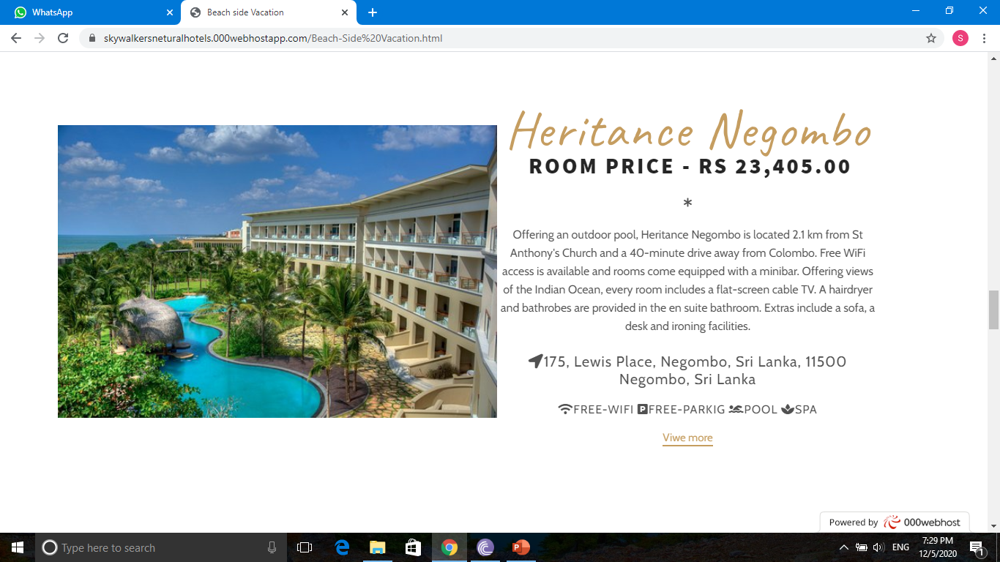 WhatsApp
Beach side Vacation
skywalkersneturalhotels.000webhostapp.com/Beach-Side%20Vacation.html
S
Heritance Negombo
ROOM PRICE - RS 23,405.00
*
Offering an outdoor pool, Heritance Negombo is located 2.1 km from St
Anthony's Church and a 40-minute drive away from Colombo. Free WiFi
access is available and rooms come equipped with a minibar. Offering views
of the Indian Ocean, every room includes a flat-screen cable TV. A hairdryer
and bathrobes are provided in the en suite bathroom. Extras include a sofa, a
desk and ironing facilities.
175, Lewis Place, Negombo, Sri Lanka, 11500
Negombo, Sri Lanka
FREE-WIFI FREE-PARKIG POOL SPA
Viwe more
Powered by 000webhost
Type here to search
ENG
7:29 PM
12/5/2020
1